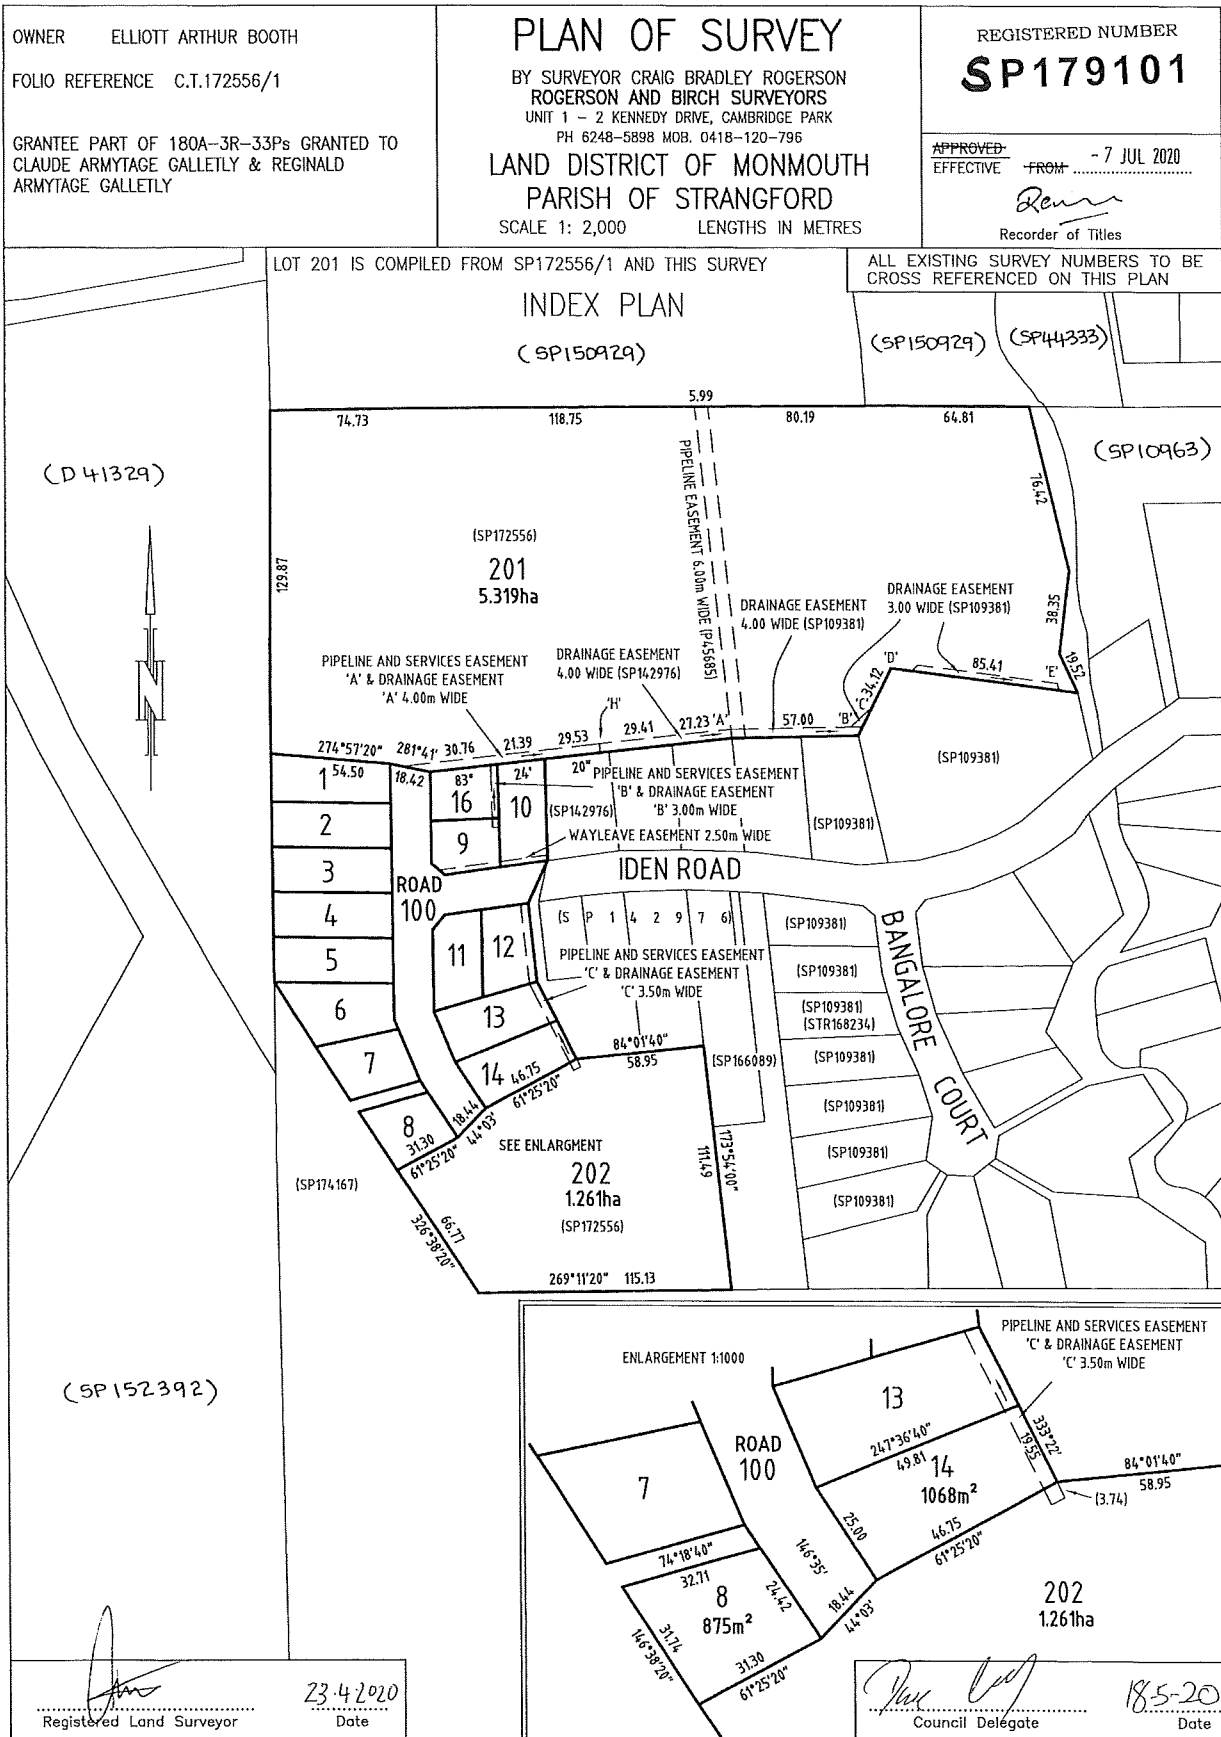 OWNER ELLIOTT ARTHUR BOOTH
FOLIO REFERENCE C.T.172556/1
GRANTEE PART OF 180A-3R-33Ps GRANTED TO
CLAUDE ARMYTAGE GALLETLY & REGINALD
ARMYTAGE GALLETLY
PLAN OF SURVEY
BY SURVEYOR CRAIG BRADLEY ROGERSON
ROGERSON AND BIRCH SURVEYORS
UNIT 1 - 2 KENNEDY DRIVE, CAMBRIDGE PARK
PH 6248-5898 MOB. 0418-120-796
LAND DISTRICT OF MONMOUTH
PARISH OF STRANGFORD
SCALE 1: 2,000 LENGTHS IN METRES
REGISTERED NUMBER
SP179101
APPROVED
EFFECTIVE FROM - 7 JUL 2020
Recorder of Titles
LOT 201 IS COMPILED FROM SP172556/1 AND THIS SURVEY
ALL EXISTING SURVEY NUMBERS TO BE
CROSS REFERENCED ON THIS PLAN
INDEX PLAN
(SP150929)
(SP150929)
(SP44333)
5.99
74.73
118.75
80.19
64.81
(D 41329)
(SP10963)
PIPELINE EASEMENT 6.00m WIDE (P45685)
76.42
129.87
(SP172556)
201
5.319ha
38.35
DRAINAGE EASEMENT
3.00 WIDE (SP109381)
DRAINAGE EASEMENT
4.00 WIDE (SP109381)
PIPELINE AND SERVICES EASEMENT
'A' & DRAINAGE EASEMENT
'A' 4.00m WIDE
DRAINAGE EASEMENT
4.00 WIDE (SP142976)
'D'
85.41
'E'
19.52
'C'
34.12
N
'H'
274°57'20"
281°41'
30.76
21.39
29.53
29.41
27.23
'A'
57.00
'B'
(SP109381)
1
54.50
18.42
83°
24'
20"
PIPELINE AND SERVICES EASEMENT
'B' & DRAINAGE EASEMENT
'B' 3.00m WIDE
16
10
(SP142976)
2
(SP109381)
9
WAYLEAVE EASEMENT 2.50m WIDE
3
ROAD
100
IDEN ROAD
4
(S P 1 4 2 9 7 6)
(SP109381)
BANGALORE COURT
11
12
5
PIPELINE AND SERVICES EASEMENT
'C' & DRAINAGE EASEMENT
'C' 3.50m WIDE
(SP109381)
6
13
(SP109381)
(STR168234)
7
14
46.75
61°25'20"
84°01'40"
58.95
(SP166089)
(SP109381)
(SP109381)
8
31.30
61°25'20"
18.44
44°03'
SEE ENLARGMENT
202
1.261ha
(SP172556)
111.49
173°54'00"
(SP109381)
(SP109381)
(SP174167)
66.77
326°38'20"
269°11'20" 115.13
ENLARGEMENT 1:1000
PIPELINE AND SERVICES EASEMENT
'C' & DRAINAGE EASEMENT
'C' 3.50m WIDE
(SP152392)
13
ROAD
100
247°36'40"
49.81
333°22'
19.55
7
14
1068m²
84°01'40"
58.95
(3.74)
25.00
46.75
61°25'20"
74°18'40"
32.71
146°35'
8
875m²
24.42
18.44
44°03'
202
1.261ha
31.74
146°38'20"
31.30
61°25'20"
Registered Land Surveyor
23.4.2020
Date
Council Delegate
18-5-20
Date